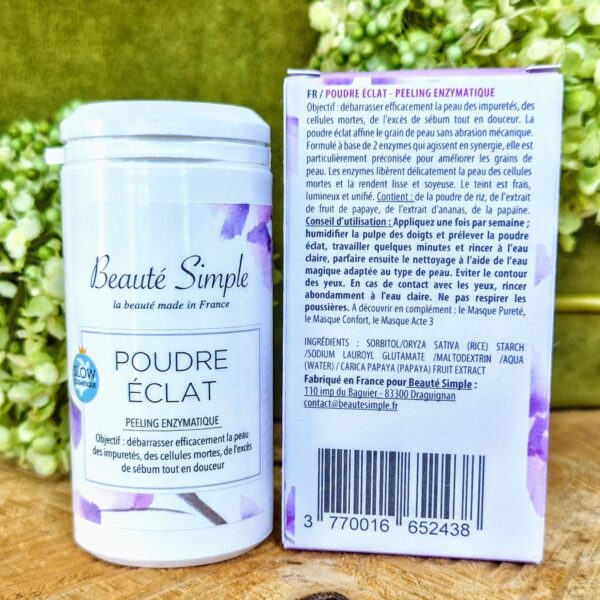 Beauté Simple
la beauté made in France
SLOW
COSMÉTIQUE
POUDRE
ÉCLAT
PEELING ENZYMATIQUE
Objectif : débarrasser efficacement la peau
des impuretés, des cellules mortes, de l'excès
de sébum tout en douceur
FR / POUDRE ÉCLAT - PEELING ENZYMATIQUE
Objectif : débarrasser efficacement la peau des impuretés, des
cellules mortes, de l'excès de sébum tout en douceur. La
poudre éclat affine le grain de peau sans abrasion mécanique.
Formulé à base de 2 enzymes qui agissent en synergie, elle est
particulièrement préconisée pour améliorer les grains de
peau. Les enzymes libèrent délicatement la peau des cellules
mortes et la rendent lisse et soyeuse. Le teint est frais,
lumineux et unifié. Contient : de la poudre de riz, de l'extrait
de fruit de papaye, de l'extrait d'ananas, de la papaïne.
Conseil d'utilisation : Appliquez une fois par semaine ;
humidifier la pulpe des doigts et prélever la poudre
éclat, travailler quelques minutes et rincer à l'eau
claire, parfaire ensuite le nettoyage à l'aide de l'eau
magique adaptée au type de peau. Eviter le contour
des yeux. En cas de contact avec les yeux, rincer
abondamment à l'eau claire. Ne pas respirer les
poussières. A découvrir en complément : le Masque Pureté,
le Masque Confort, le Masque Acte 3
INGRÉDIENTS : SORBITOL/ORYZA SATIVA (RICE) STARCH
/SODIUM LAUROYL GLUTAMATE /MALTODEXTRIN /AQUA
(WATER) / CARICA PAPAYA (PAPAYA) FRUIT EXTRACT
Fabriqué en France pour Beauté Simple :
110 imp du Baguier - 83300 Draguignan
contact@beautesimple.fr
3 770016 652438